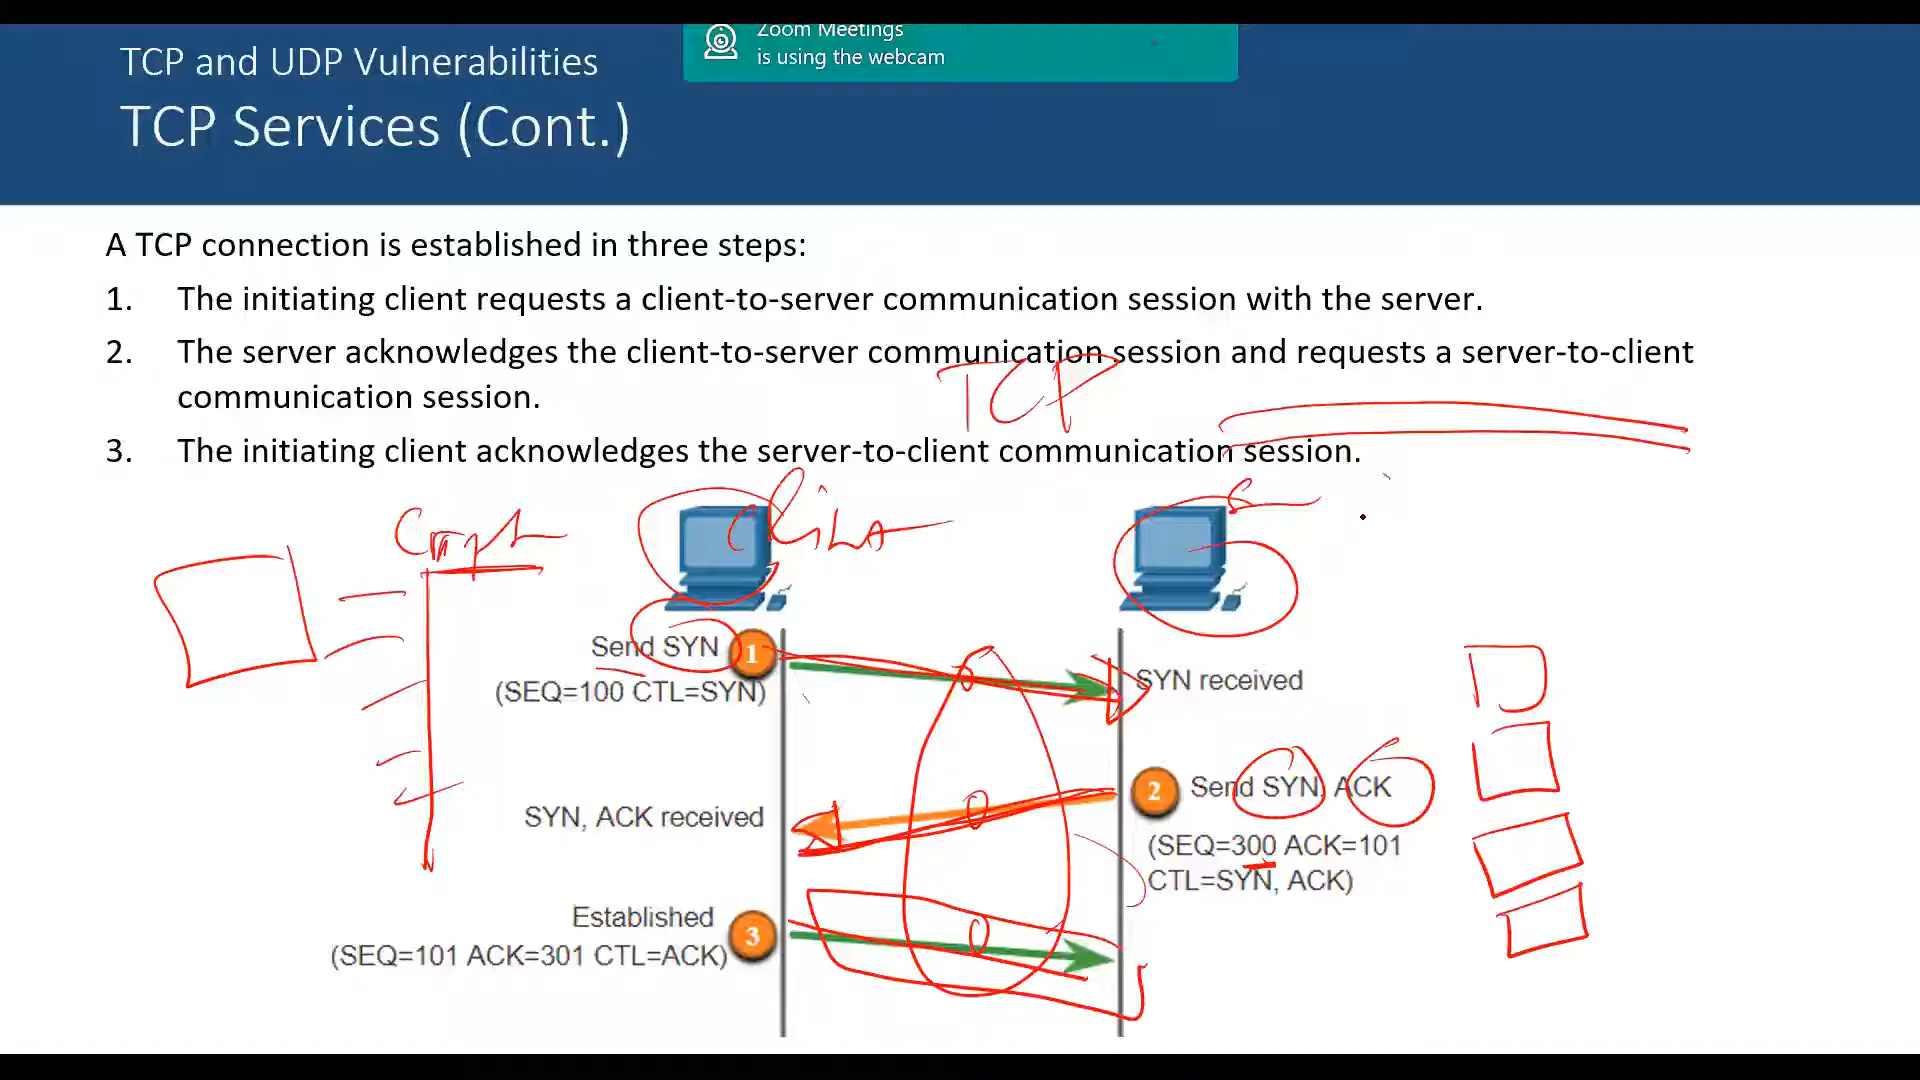 Zoom Meetings
is using the webcam
TCP and UDP Vulnerabilities
TCP Services (Cont.)
A TCP connection is established in three steps:
1. The initiating client requests a client-to-server communication session with the server.
2. The server acknowledges the client-to-server communication session and requests a server-to-client
communication session.
TCP
3. The initiating client acknowledges the server-to-client communication session.
Send SYN 1
(SEQ=100 CTL=SYN)
SYN received
2 Send SYN, ACK
(SEQ=300 ACK=101
CTL=SYN, ACK)
SYN, ACK received
Established
3
(SEQ=101 ACK=301 CTL=ACK)